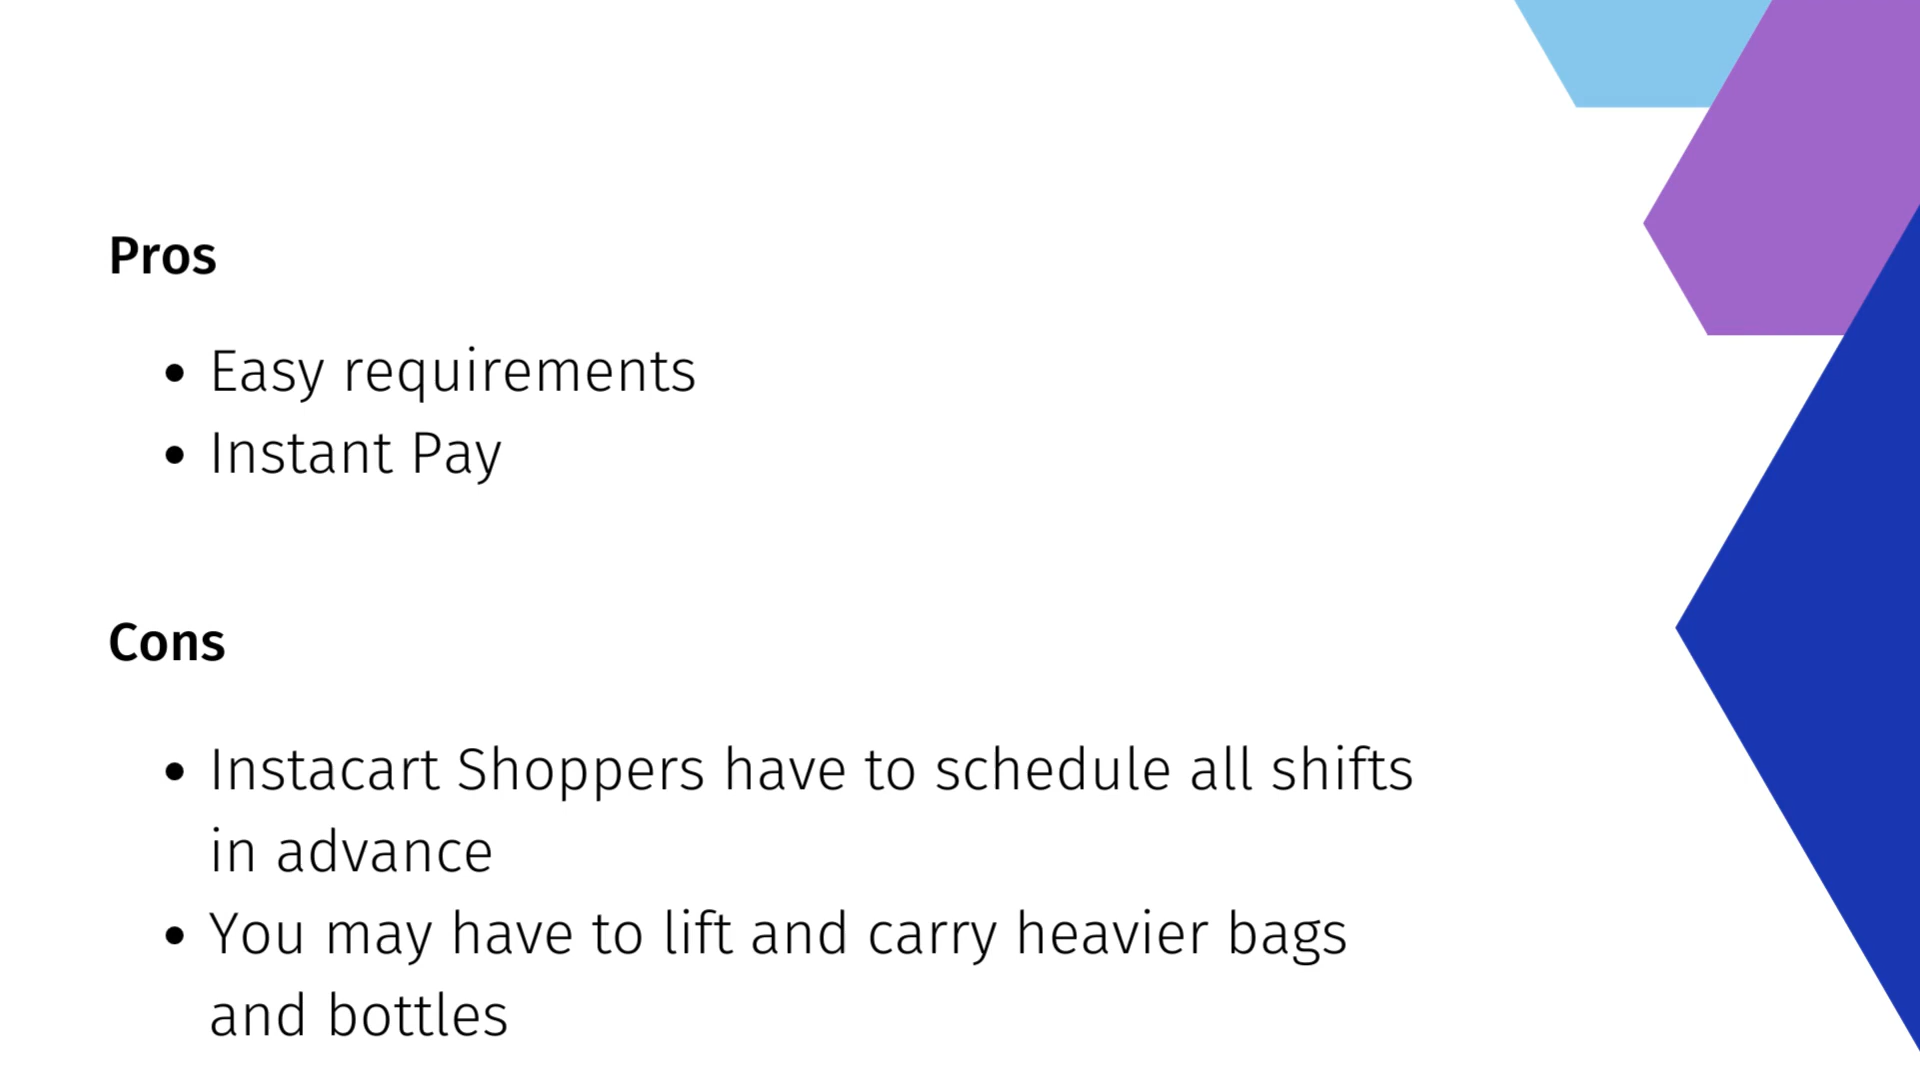 Pros
• Easy requirements
• Instant Pay
Cons
• Instacart Shoppers have to schedule all shifts
in advance
• You may have to lift and carry heavier bags
and bottles